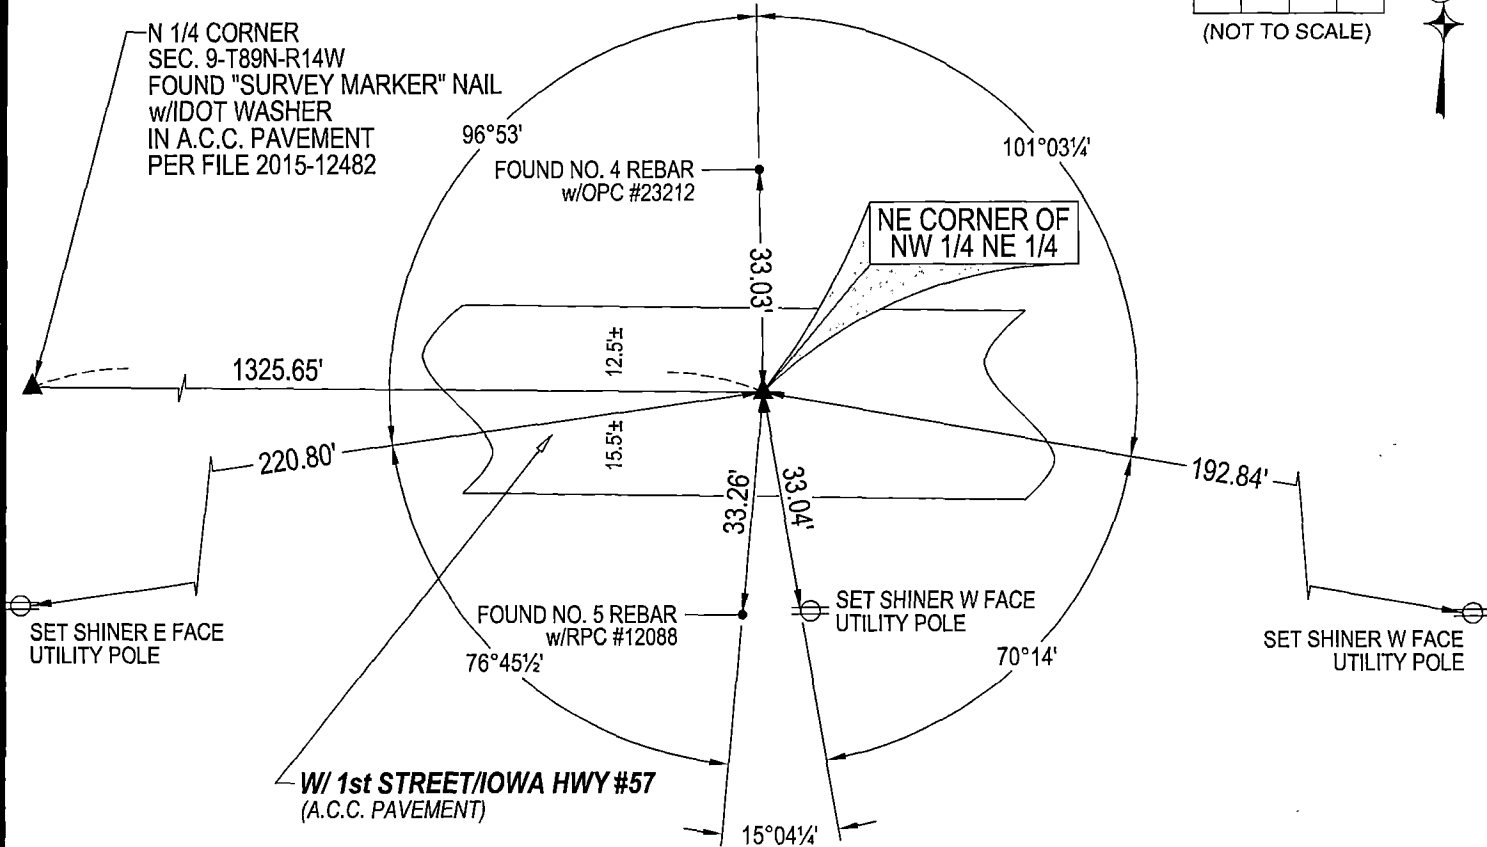 N 1/4 CORNER
SEC. 9-T89N-R14W
FOUND "SURVEY MARKER" NAIL
w/IDOT WASHER
IN A.C.C. PAVEMENT
PER FILE 2015-12482
(NOT TO SCALE)
96°53'
101°03¼'
FOUND NO. 4 REBAR
w/OPC #23212
NE CORNER OF
NW 1/4 NE 1/4
33.03'
12.5'±
1325.65'
15.5'±
220.80'
192.84'
33.26'
33.04'
SET SHINER E FACE
UTILITY POLE
FOUND NO. 5 REBAR
w/RPC #12088
SET SHINER W FACE
UTILITY POLE
SET SHINER W FACE
UTILITY POLE
76°45½'
70°14'
W/ 1st STREET/IOWA HWY #57
(A.C.C. PAVEMENT)
15°04¼'